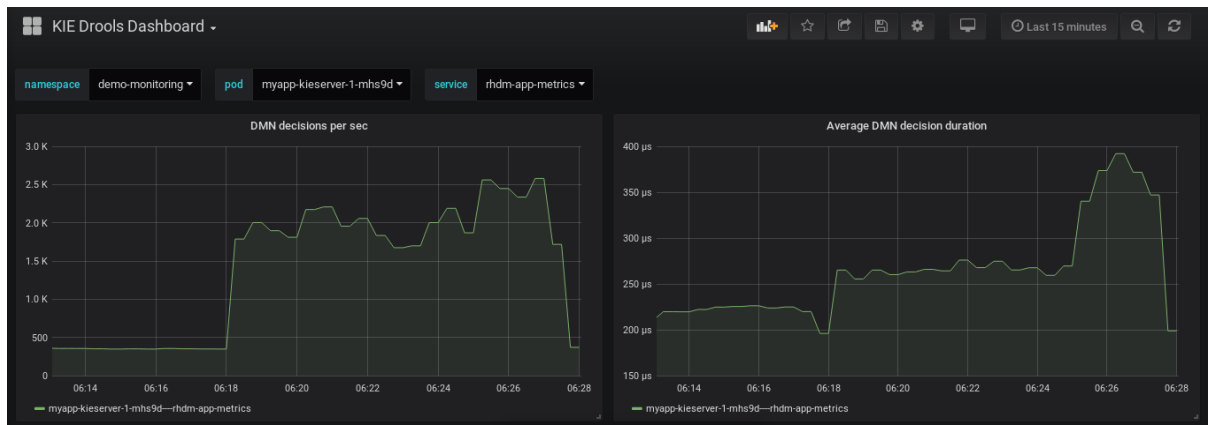 KIE Drools Dashboard
Last 15 minutes
namespace demo-monitoring pod myapp-kieserver-1-mhs9d service rhdm-app-metrics
DMN decisions per sec
3.0 K
2.5 K
2.0 K
1.5 K
1.0 K
500
0
06:14 06:16 06:18 06:20 06:22 06:24 06:26 06:28
myapp-kieserver-1-mhs9d—rhdm-app-metrics
Average DMN decision duration
400 µs
350 µs
300 µs
250 µs
200 µs
150 µs
06:14 06:16 06:18 06:20 06:22 06:24 06:26 06:28
myapp-kieserver-1-mhs9d—rhdm-app-metrics